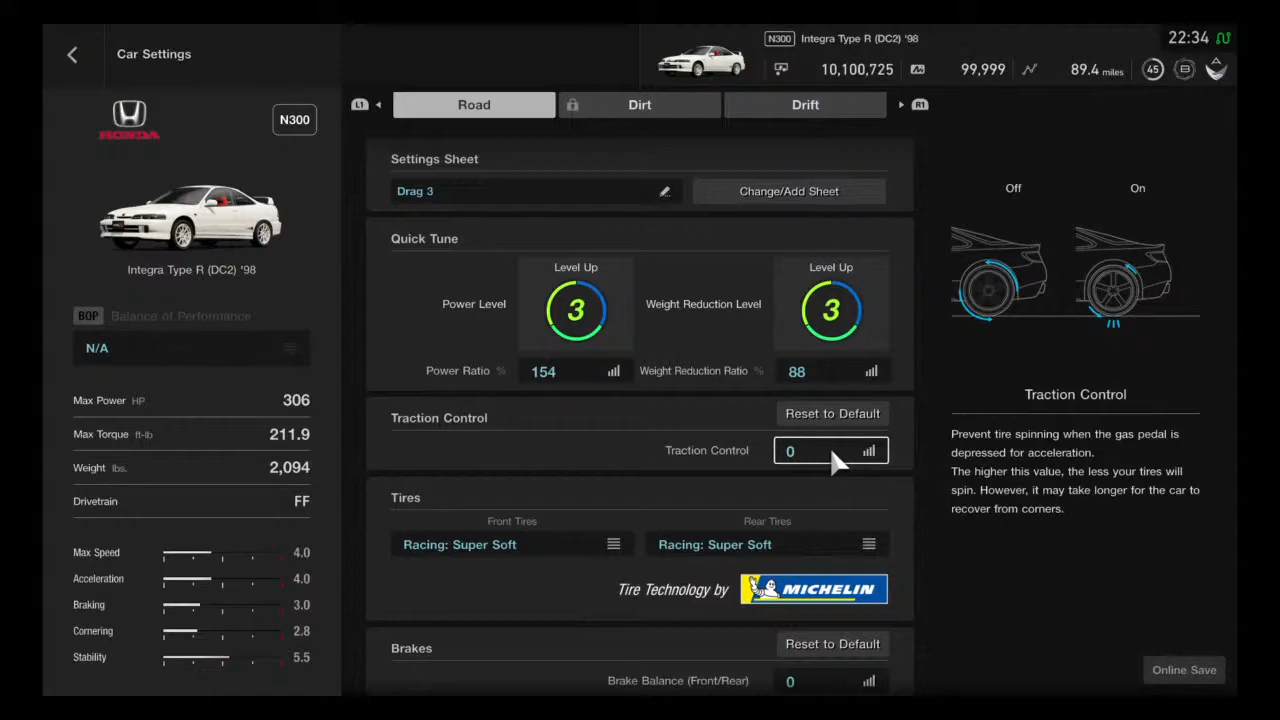 Car Settings
N300 Integra Type R (DC2) '98
22:34
10,100,725
99,999
89.4 miles
45
B
HONDA
N300
Integra Type R (DC2) '98
BOP Balance of Performance
N/A
Max Power HP 306
Max Torque ft-lb 211.9
Weight lbs. 2,094
Drivetrain FF
Max Speed 4.0
Acceleration 4.0
Braking 3.0
Cornering 2.8
Stability 5.5
L1 Road Dirt Drift R1
Settings Sheet
Drag 3 Change/Add Sheet
Quick Tune
Level Up Level Up
Power Level 3 Weight Reduction Level 3
Power Ratio % 154 Weight Reduction Ratio % 88
Traction Control Reset to Default
Traction Control 0
Tires
Front Tires Rear Tires
Racing: Super Soft Racing: Super Soft
Tire Technology by MICHELIN
Brakes Reset to Default
Brake Balance (Front/Rear) 0
Off On
Traction Control
Prevent tire spinning when the gas pedal is
depressed for acceleration.
The higher this value, the less your tires will
spin. However, it may take longer for the car to
recover from corners.
Online Save